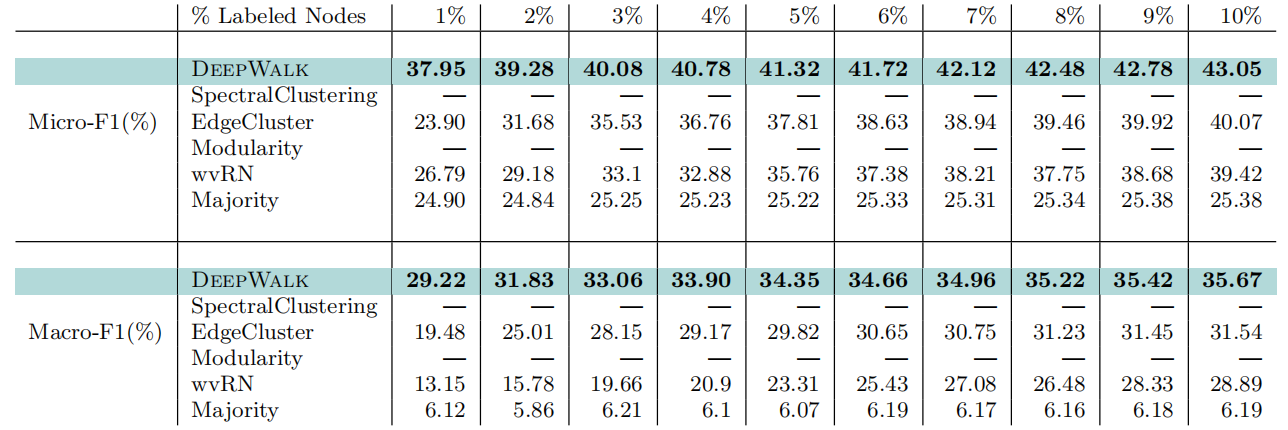 % Labeled Nodes 1% 2% 3% 4% 5% 6% 7% 8% 9% 10%
DEEPWALK 37.95 39.28 40.08 40.78 41.32 41.72 42.12 42.48 42.78 43.05
SpectralClustering — — — — — — — — — —
Micro-F1(%) EdgeCluster 23.90 31.68 35.53 36.76 37.81 38.63 38.94 39.46 39.92 40.07
Modularity — — — — — — — — — —
wvRN 26.79 29.18 33.1 32.88 35.76 37.38 38.21 37.75 38.68 39.42
Majority 24.90 24.84 25.25 25.23 25.22 25.33 25.31 25.34 25.38 25.38
DEEPWALK 29.22 31.83 33.06 33.90 34.35 34.66 34.96 35.22 35.42 35.67
SpectralClustering — — — — — — — — — —
Macro-F1(%) EdgeCluster 19.48 25.01 28.15 29.17 29.82 30.65 30.75 31.23 31.45 31.54
Modularity — — — — — — — — — —
wvRN 13.15 15.78 19.66 20.9 23.31 25.43 27.08 26.48 28.33 28.89
Majority 6.12 5.86 6.21 6.1 6.07 6.19 6.17 6.16 6.18 6.19